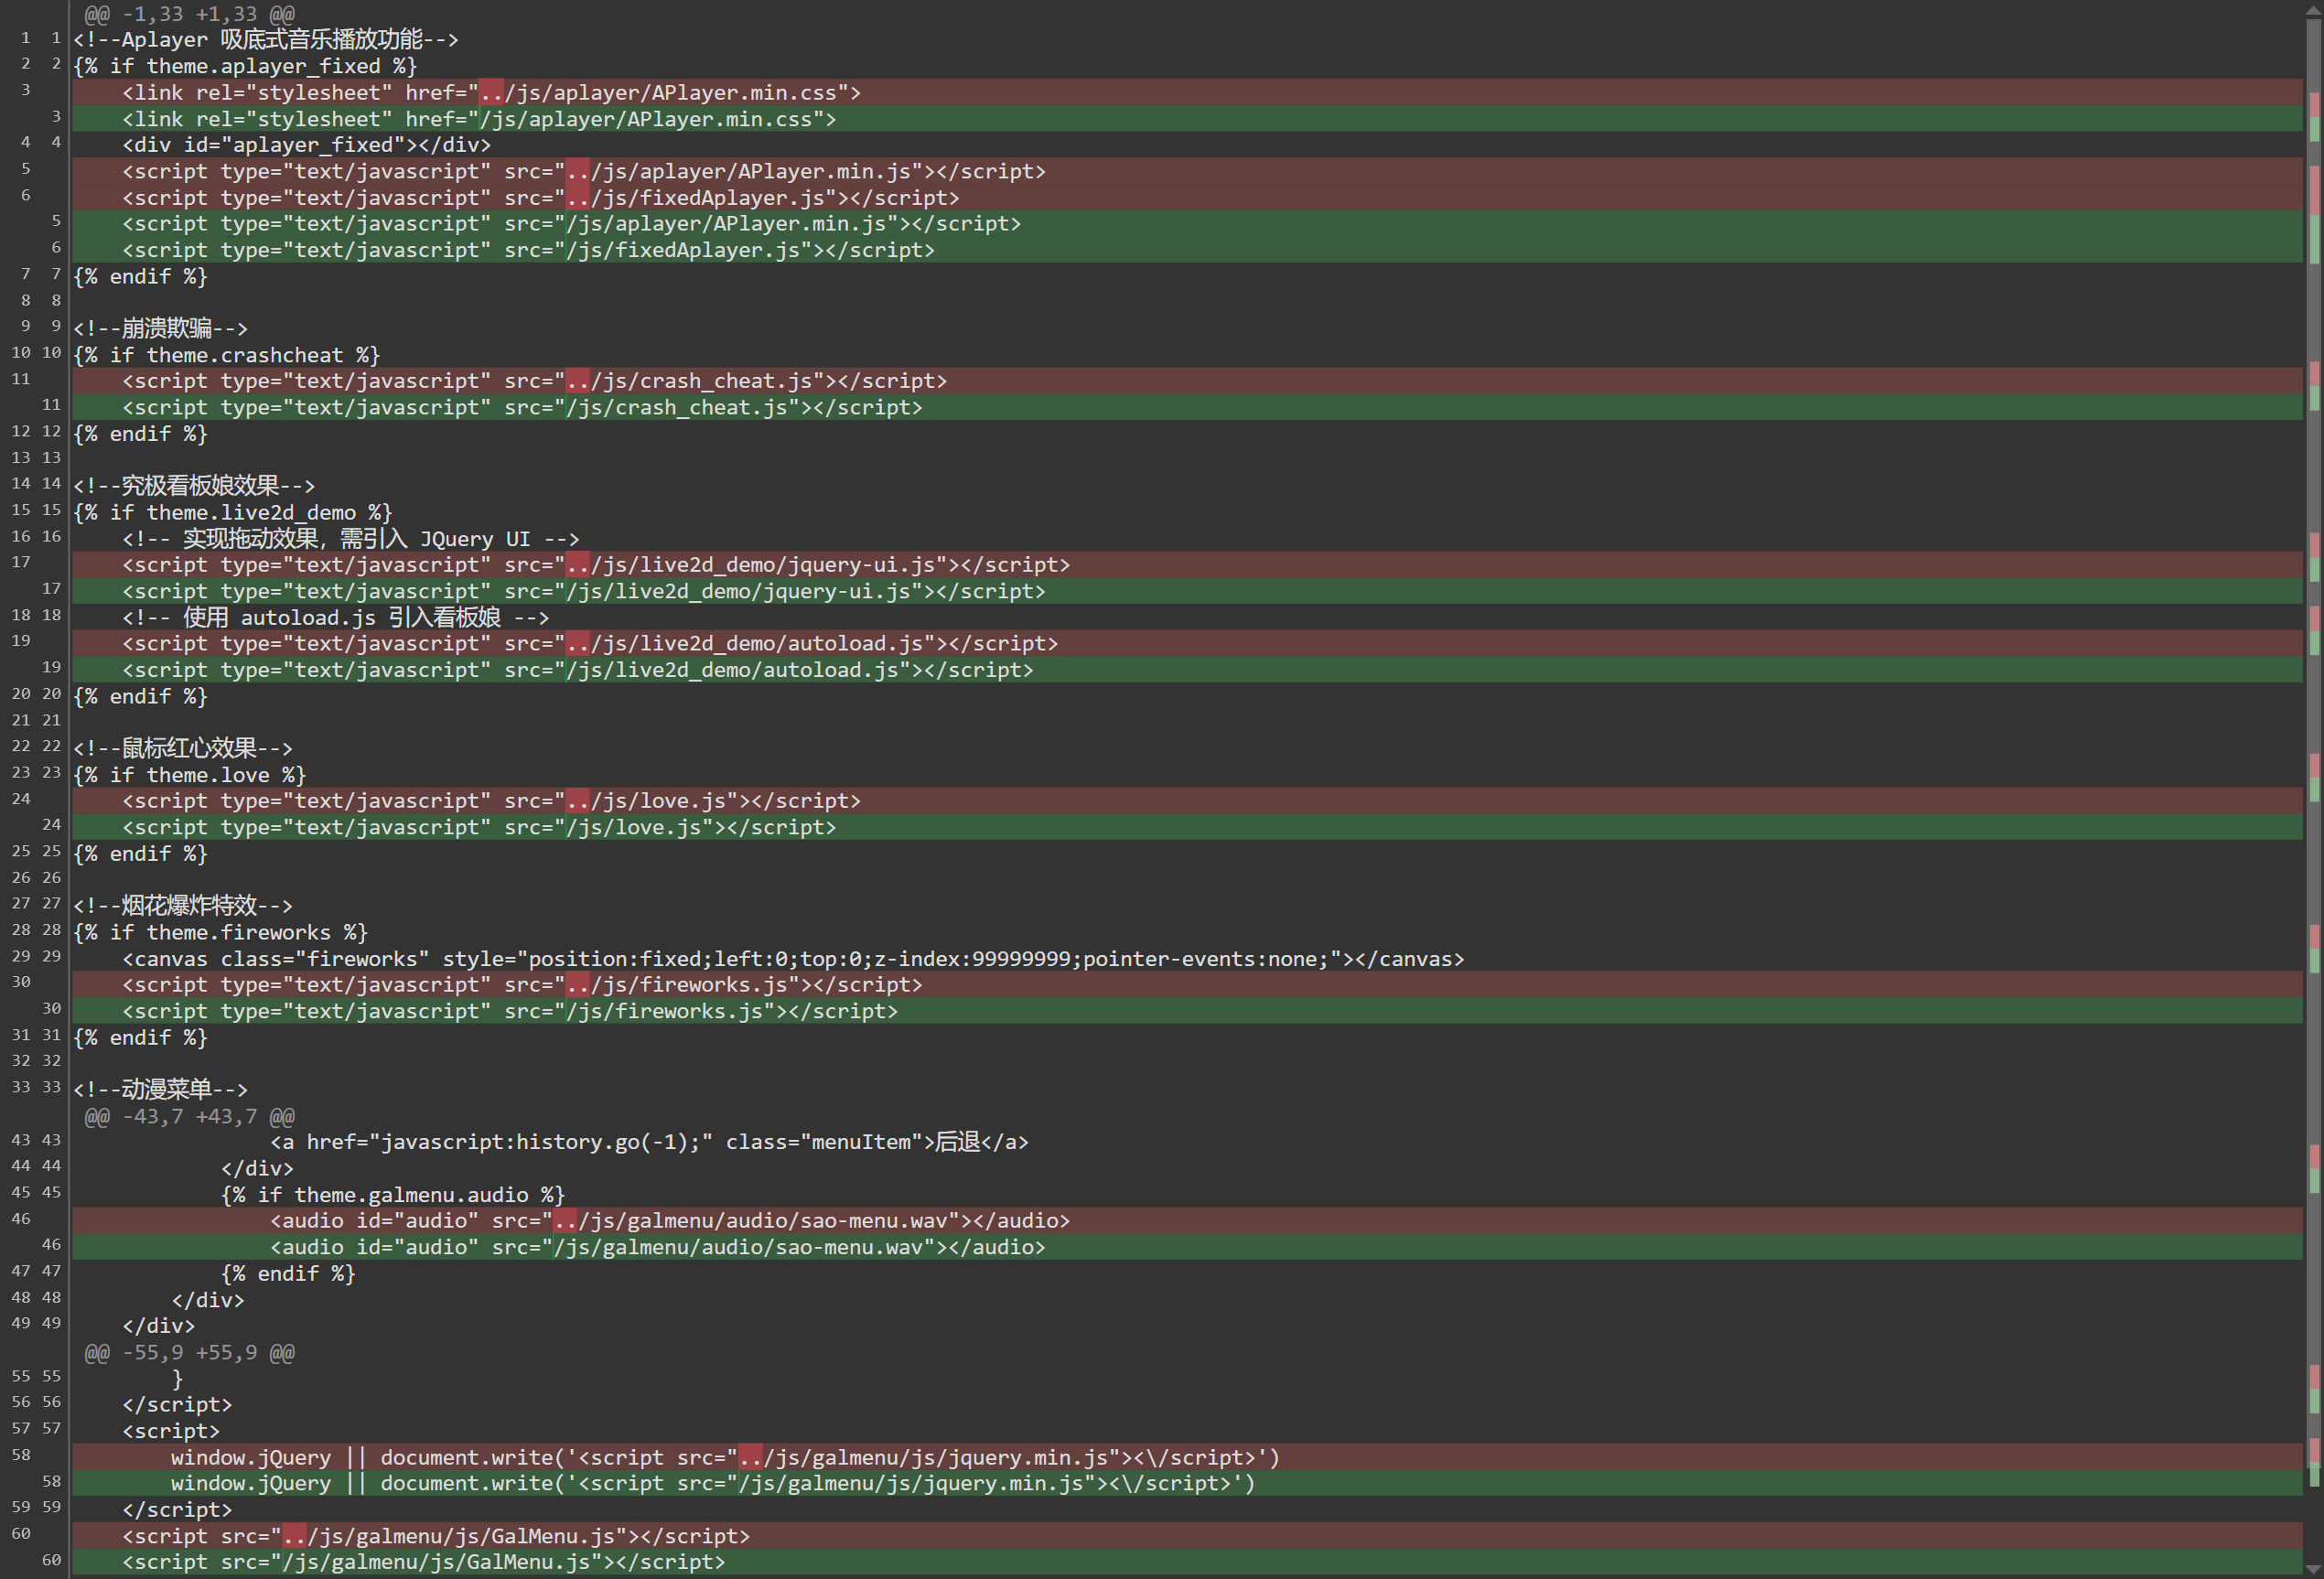 @@ -1,33 +1,33 @@
1 1 <!--Aplayer 吸底式音乐播放功能-->
2 2 {% if theme.aplayer_fixed %}
3 <link rel="stylesheet" href="../js/aplayer/APlayer.min.css">
3 <link rel="stylesheet" href="/js/aplayer/APlayer.min.css">
4 4 <div id="aplayer_fixed"></div>
5 <script type="text/javascript" src="../js/aplayer/APlayer.min.js"></script>
6 <script type="text/javascript" src="../js/fixedAplayer.js"></script>
5 <script type="text/javascript" src="/js/aplayer/APlayer.min.js"></script>
6 <script type="text/javascript" src="/js/fixedAplayer.js"></script>
7 7 {% endif %}
8 8
9 9 <!--崩溃欺骗-->
10 10 {% if theme.crashcheat %}
11 <script type="text/javascript" src="../js/crash_cheat.js"></script>
11 <script type="text/javascript" src="/js/crash_cheat.js"></script>
12 12 {% endif %}
13 13
14 14 <!--究极看板娘效果-->
15 15 {% if theme.live2d_demo %}
16 16 <!-- 实现拖动效果，需引入 JQuery UI -->
17 <script type="text/javascript" src="../js/live2d_demo/jquery-ui.js"></script>
17 <script type="text/javascript" src="/js/live2d_demo/jquery-ui.js"></script>
18 18 <!-- 使用 autoload.js 引入看板娘 -->
19 <script type="text/javascript" src="../js/live2d_demo/autoload.js"></script>
19 <script type="text/javascript" src="/js/live2d_demo/autoload.js"></script>
20 20 {% endif %}
21 21
22 22 <!--鼠标红心效果-->
23 23 {% if theme.love %}
24 <script type="text/javascript" src="../js/love.js"></script>
24 <script type="text/javascript" src="/js/love.js"></script>
25 25 {% endif %}
26 26
27 27 <!--烟花爆炸特效-->
28 28 {% if theme.fireworks %}
29 29 <canvas class="fireworks" style="position:fixed;left:0;top:0;z-index:99999999;pointer-events:none;"></canvas>
30 <script type="text/javascript" src="../js/fireworks.js"></script>
30 <script type="text/javascript" src="/js/fireworks.js"></script>
31 31 {% endif %}
32 32
33 33 <!--动漫菜单-->
@@ -43,7 +43,7 @@
43 43 <a href="javascript:history.go(-1);" class="menuItem">后退</a>
44 44 </div>
45 45 {% if theme.galmenu.audio %}
46 <audio id="audio" src="../js/galmenu/audio/sao-menu.wav"></audio>
46 <audio id="audio" src="/js/galmenu/audio/sao-menu.wav"></audio>
47 47 {% endif %}
48 48 </div>
49 49 </div>
@@ -55,9 +55,9 @@
55 55 }
56 56 </script>
57 57 <script>
58 window.jQuery || document.write('<script src="../js/galmenu/js/jquery.min.js"><\/script>')
58 window.jQuery || document.write('<script src="/js/galmenu/js/jquery.min.js"><\/script>')
59 59 </script>
60 <script src="../js/galmenu/js/GalMenu.js"></script>
60 <script src="/js/galmenu/js/GalMenu.js"></script>